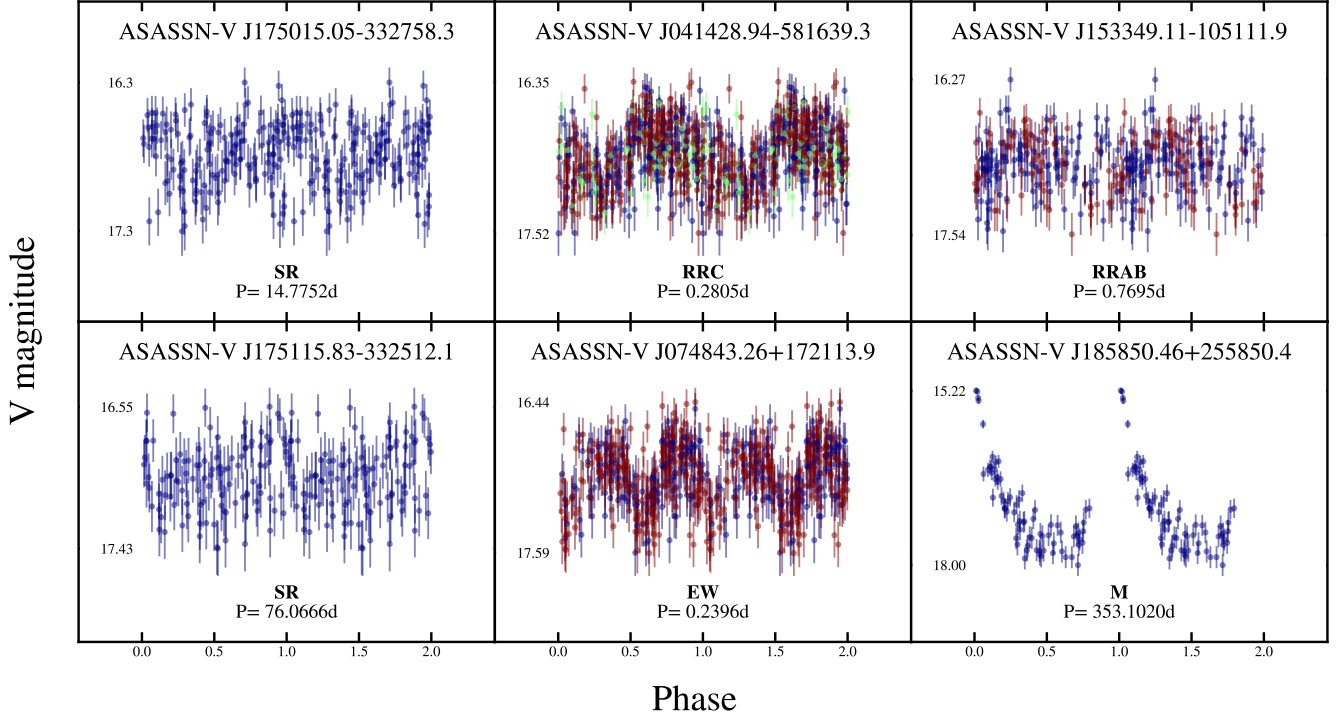 V magnitude
ASASSN-V J175015.05-332758.3
16.3
17.3
SR
P= 14.7752d
ASASSN-V J041428.94-581639.3
16.35
17.52
RRC
P= 0.2805d
ASASSN-V J153349.11-105111.9
16.27
17.54
RRAB
P= 0.7695d
ASASSN-V J175115.83-332512.1
16.55
17.43
SR
P= 76.0666d
ASASSN-V J074843.26+172113.9
16.44
17.59
EW
P= 0.2396d
ASASSN-V J185850.46+255850.4
15.22
18.00
M
P= 353.1020d
0.0 0.5 1.0 1.5 2.0
0.0 0.5 1.0 1.5 2.0
0.0 0.5 1.0 1.5 2.0
Phase